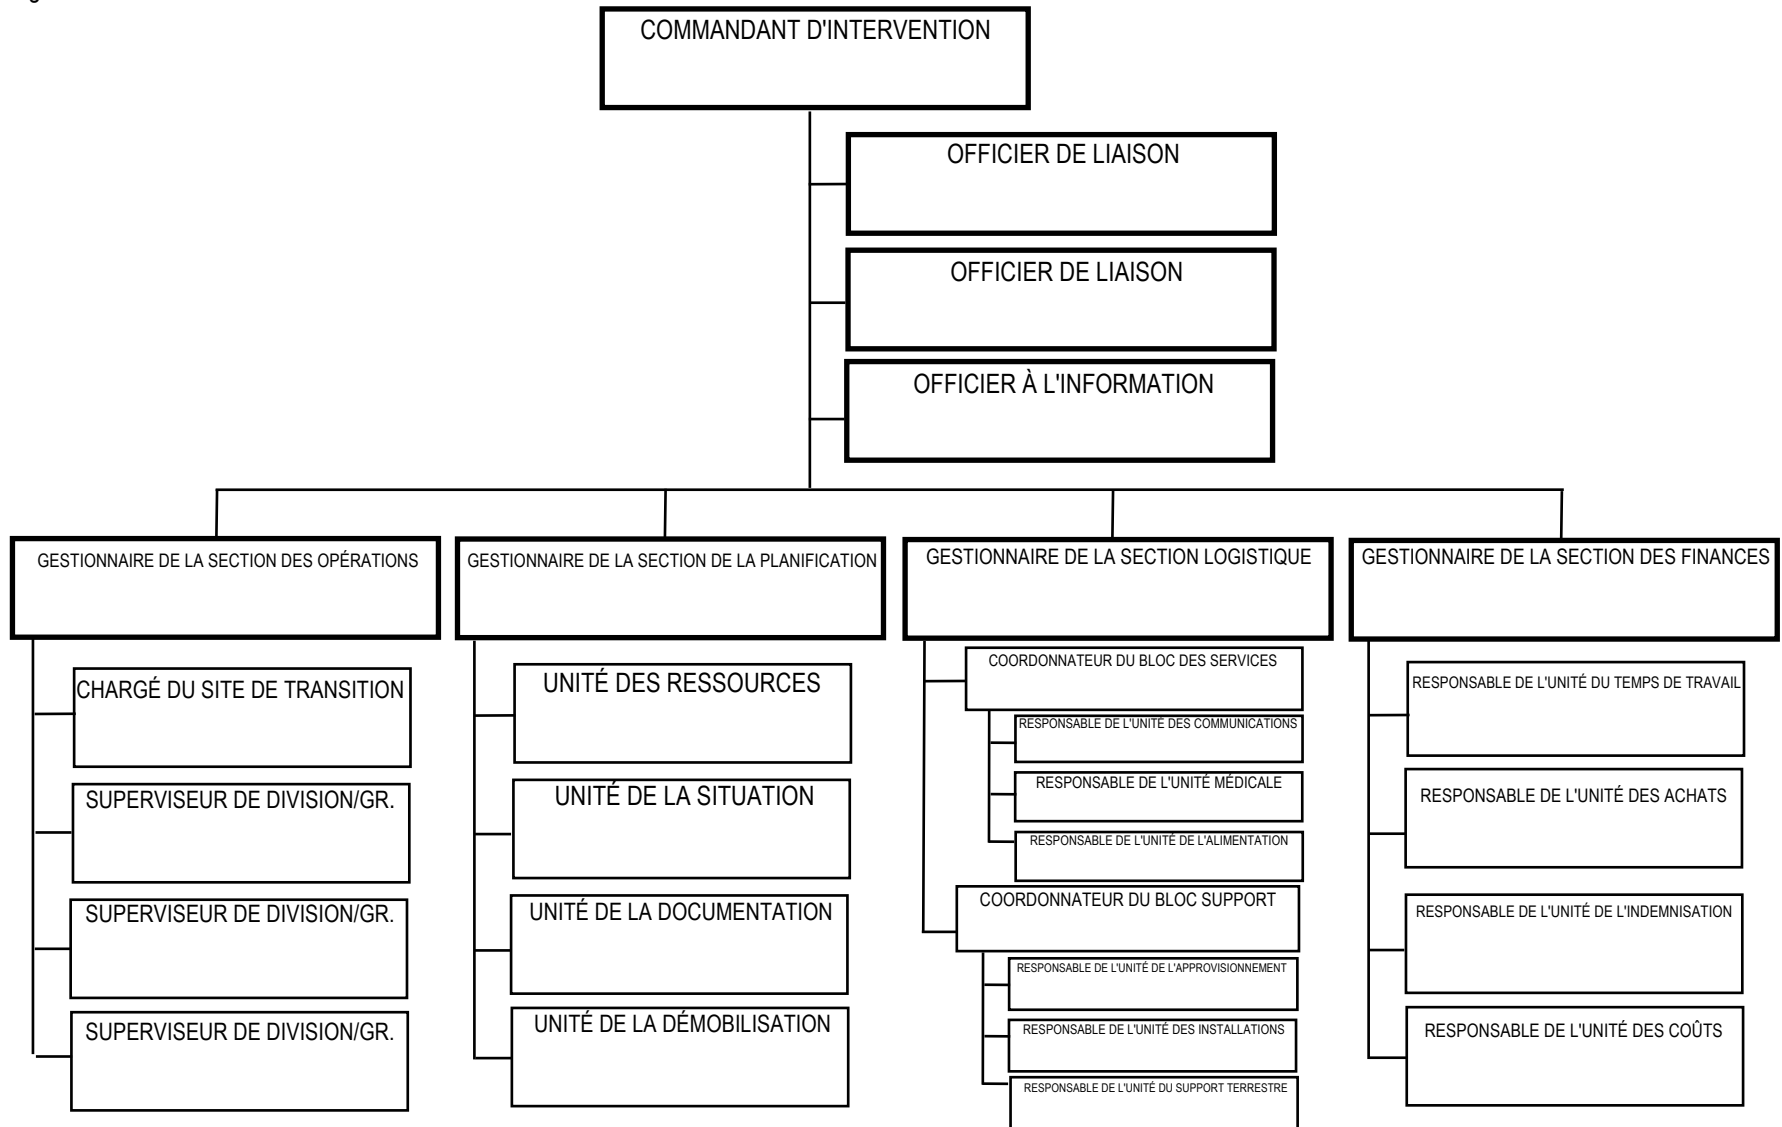 COMMANDANT D'INTERVENTION
OFFICIER DE LIAISON
OFFICIER DE LIAISON
OFFICIER À L'INFORMATION
GESTIONNAIRE DE LA SECTION DES OPÉRATIONS
CHARGÉ DU SITE DE TRANSITION
SUPERVISEUR DE DIVISION/GR.
SUPERVISEUR DE DIVISION/GR.
SUPERVISEUR DE DIVISION/GR.
GESTIONNAIRE DE LA SECTION DE LA PLANIFICATION
UNITÉ DES RESSOURCES
UNITÉ DE LA SITUATION
UNITÉ DE LA DOCUMENTATION
UNITÉ DE LA DÉMOBILISATION
GESTIONNAIRE DE LA SECTION LOGISTIQUE
COORDONNATEUR DU BLOC DES SERVICES
RESPONSABLE DE L'UNITÉ DES COMMUNICATIONS
RESPONSABLE DE L'UNITÉ MÉDICALE
RESPONSABLE DE L'UNITÉ DE L'ALIMENTATION
COORDONNATEUR DU BLOC SUPPORT
RESPONSABLE DE L'UNITÉ DE L'APPROVISIONNEMENT
RESPONSABLE DE L'UNITÉ DES INSTALLATIONS
RESPONSABLE DE L'UNITÉ DU SUPPORT TERRESTRE
GESTIONNAIRE DE LA SECTION DES FINANCES
RESPONSABLE DE L'UNITÉ DU TEMPS DE TRAVAIL
RESPONSABLE DE L'UNITÉ DES ACHATS
RESPONSABLE DE L'UNITÉ DE L'INDEMNISATION
RESPONSABLE DE L'UNITÉ DES COÛTS